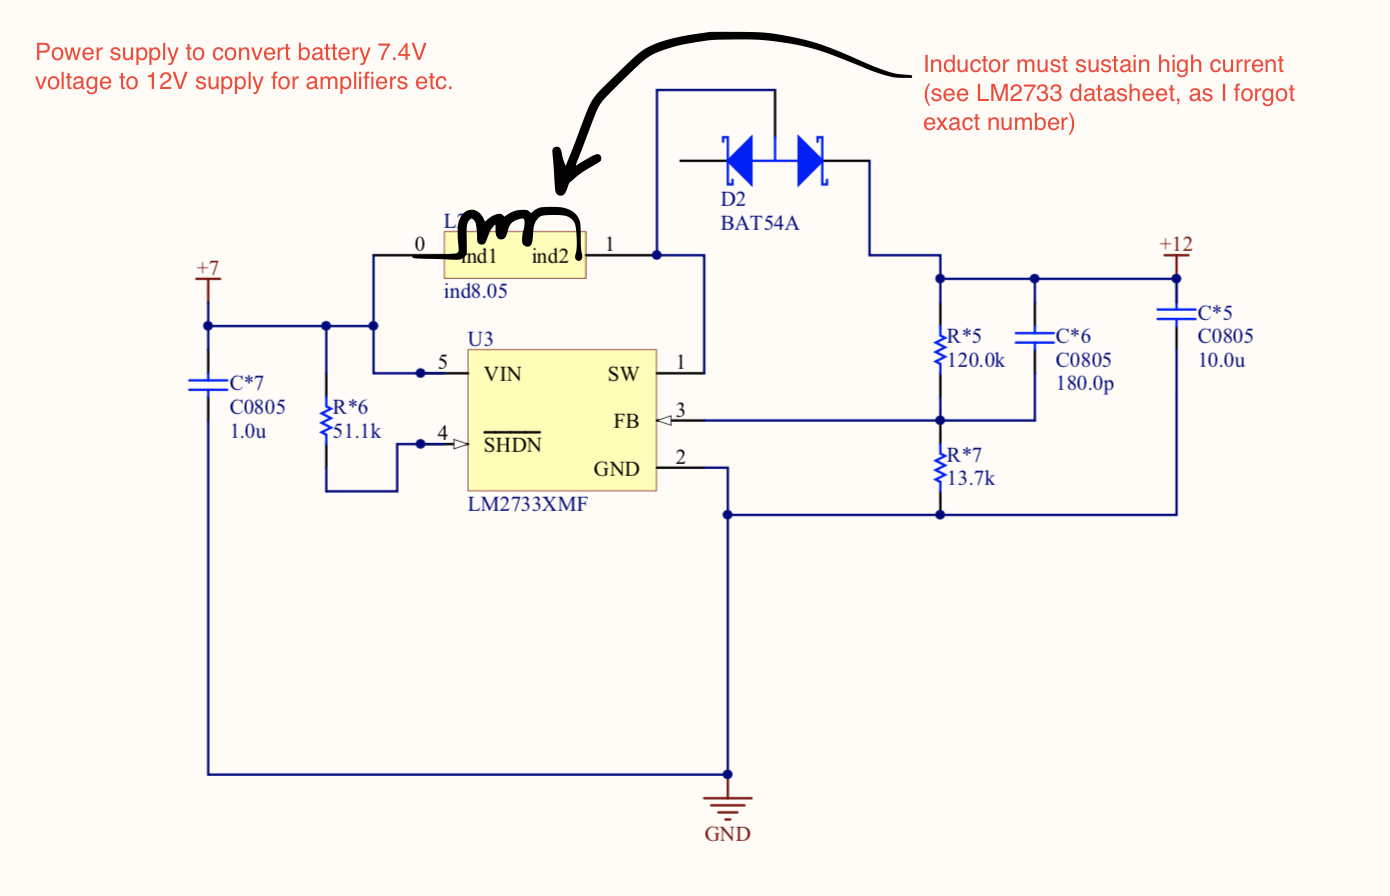 Power supply to convert battery 7.4V
voltage to 12V supply for amplifiers etc.
Inductor must sustain high current
(see LM2733 datasheet, as I forgot
exact number)
D2
BAT54A
0
ind1
ind2
1
ind8.05
+7
+12
C*7
C0805
1.0u
R*6
51.1k
U3
5
VIN
SW
1
FB
3
4
SHDN
GND
2
LM2733XMF
R*5
120.0k
C*6
C0805
180.0p
C*5
C0805
10.0u
R*7
13.7k
GND